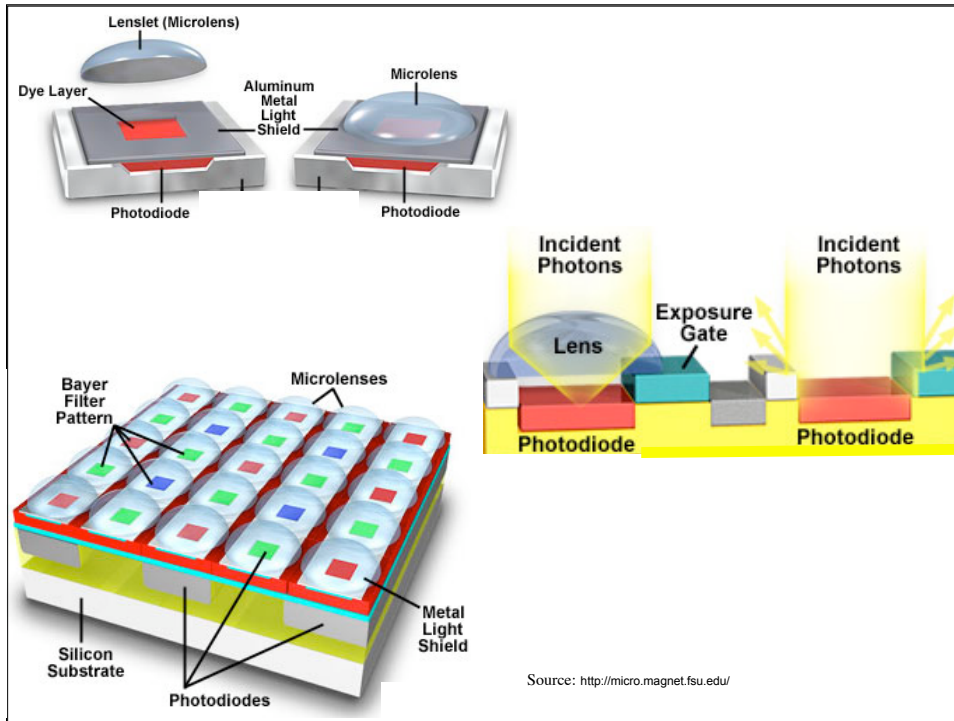 Lenslet (Microlens)
Dye Layer
Aluminum
Metal
Light
Shield
Microlens
Photodiode
Photodiode
Incident
Photons
Incident
Photons
Exposure
Gate
Lens
Photodiode
Photodiode
Bayer
Filter
Pattern
Microlenses
Silicon
Substrate
Photodiodes
Metal
Light
Shield
Source: http://micro.magnet.fsu.edu/